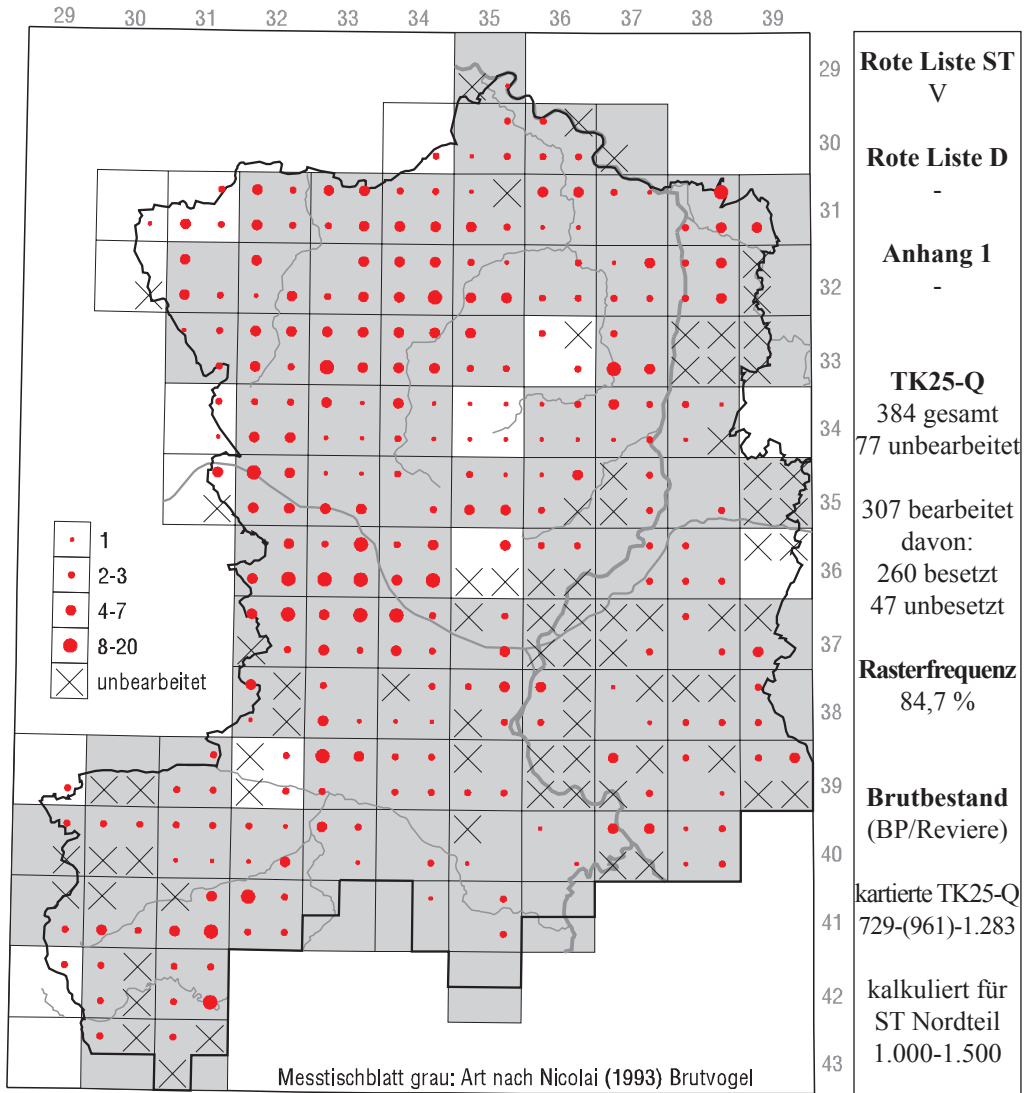 29 30 31 32 33 34 35 36 37 38 39
29
30
31
32
33
34
35
36
37
38
39
40
41
42
43
1
2-3
4-7
8-20
unbearbeitet
Messtischblatt grau: Art nach Nicolai (1993) Brutvogel
Rote Liste ST
V
Rote Liste D
-
Anhang 1
-
TK25-Q
384 gesamt
77 unbearbeitet
307 bearbeitet
davon:
260 besetzt
47 unbesetzt
Rasterfrequenz
84,7 %
Brutbestand
(BP/Reviere)
kartierte TK25-Q
729-(961)-1.283
kalkuliert für
ST Nordteil
1.000-1.500